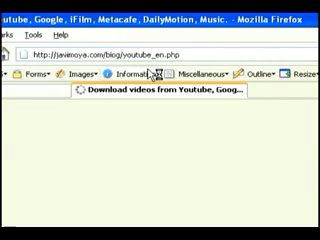 utube, Google, iFilm, Metacafe, DailyMotion, Music. - Mozilla Firefox
arks Tools Help
http://javimoya.com/blog/youtube_en.php
Forms Images Informat Miscellaneous Outline Resize
Download videos from Youtube, Goog...